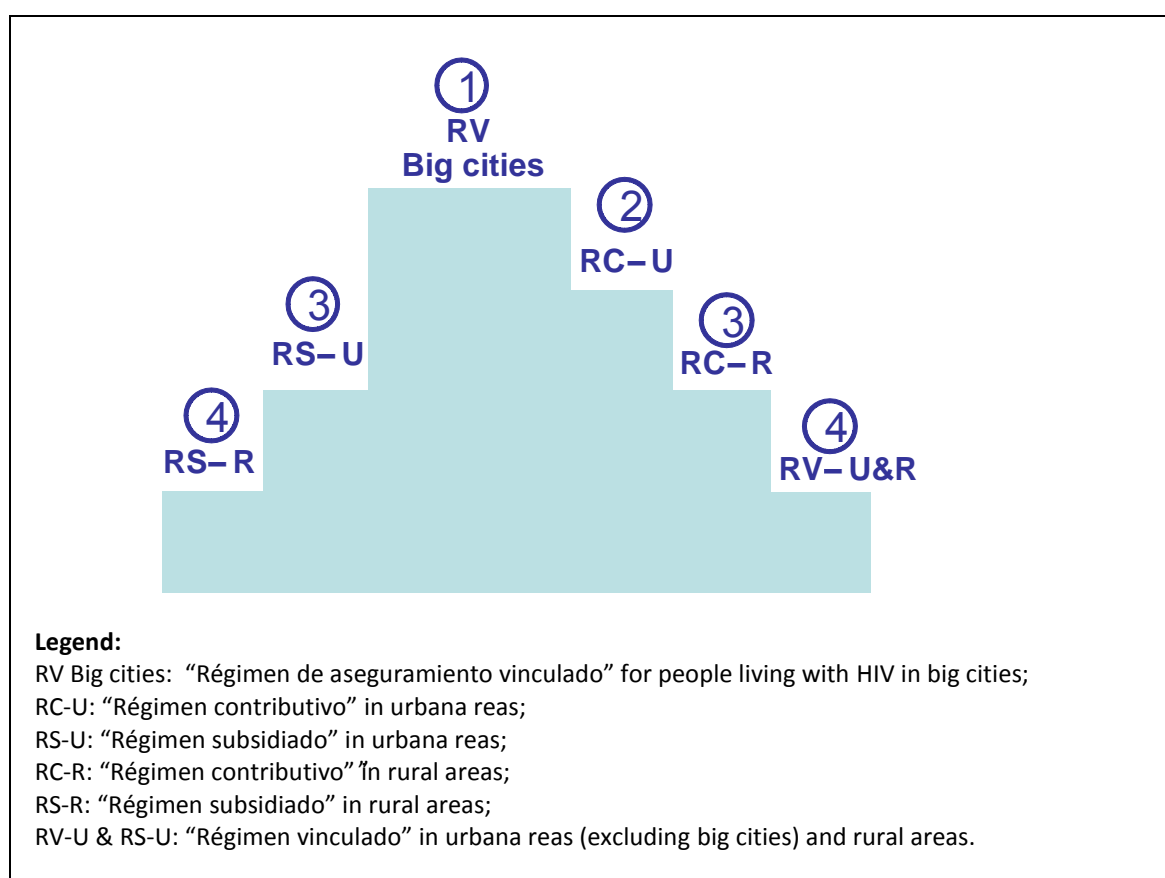 1
RV
Big cities
2
RC–U
3
RS–U
3
RC–R
4
RS–R
4
RV–U&R
Legend:
RV Big cities: “Régimen de aseguramiento vinculado” for people living with HIV in big cities;
RC-U: “Régimen contributivo” in urbana reas;
RS-U: “Régimen subsidiado” in urbana reas;
RC-R: “Régimen contributivo” ”in rural areas;
RS-R: “Régimen subsidiado” in rural areas;
RV-U & RS-U: “Régimen vinculado” in urbana reas (excluding big cities) and rural areas.